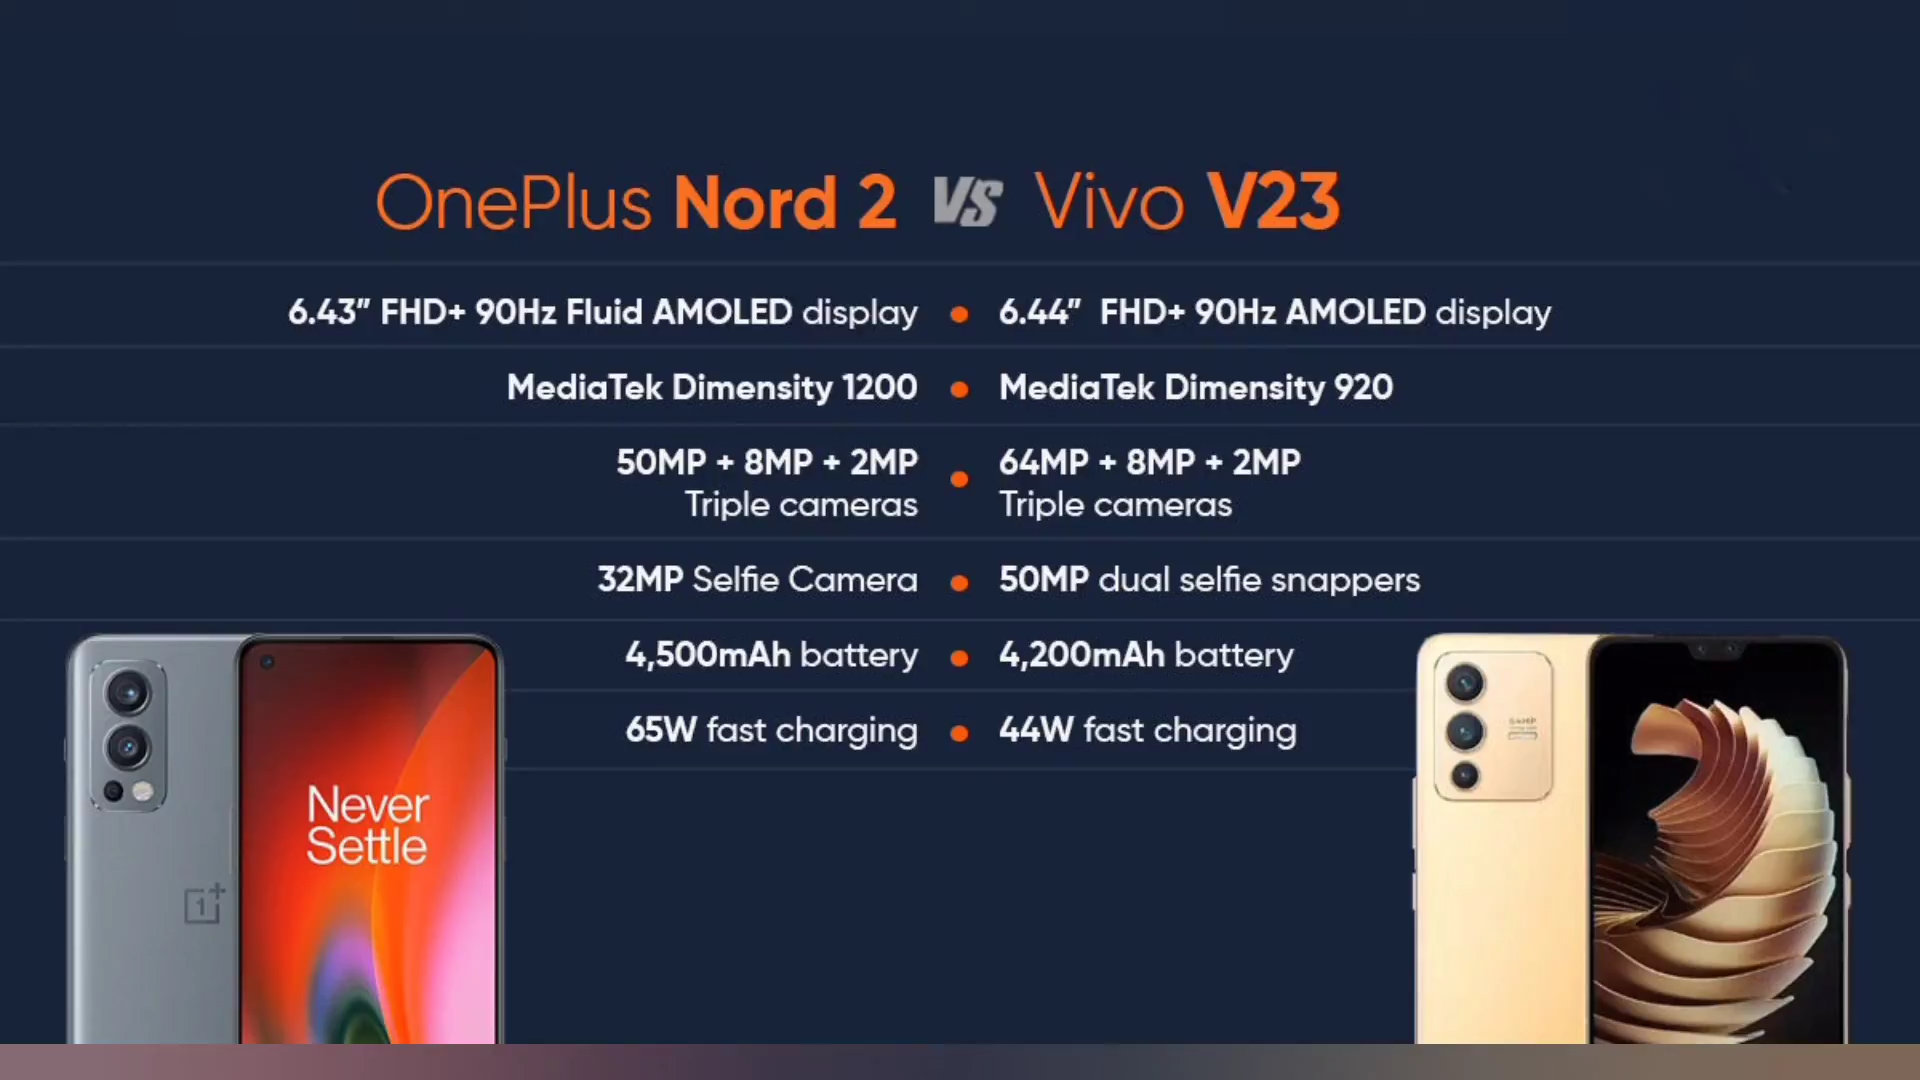 OnePlus Nord 2 VS Vivo V23
6.43” FHD+ 90Hz Fluid AMOLED display • 6.44” FHD+ 90Hz AMOLED display
MediaTek Dimensity 1200 • MediaTek Dimensity 920
50MP + 8MP + 2MP • 64MP + 8MP + 2MP
Triple cameras Triple cameras
32MP Selfie Camera • 50MP dual selfie snappers
4,500mAh battery • 4,200mAh battery
65W fast charging • 44W fast charging
Never
Settle
64MP